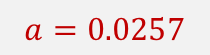 a = 0.0257